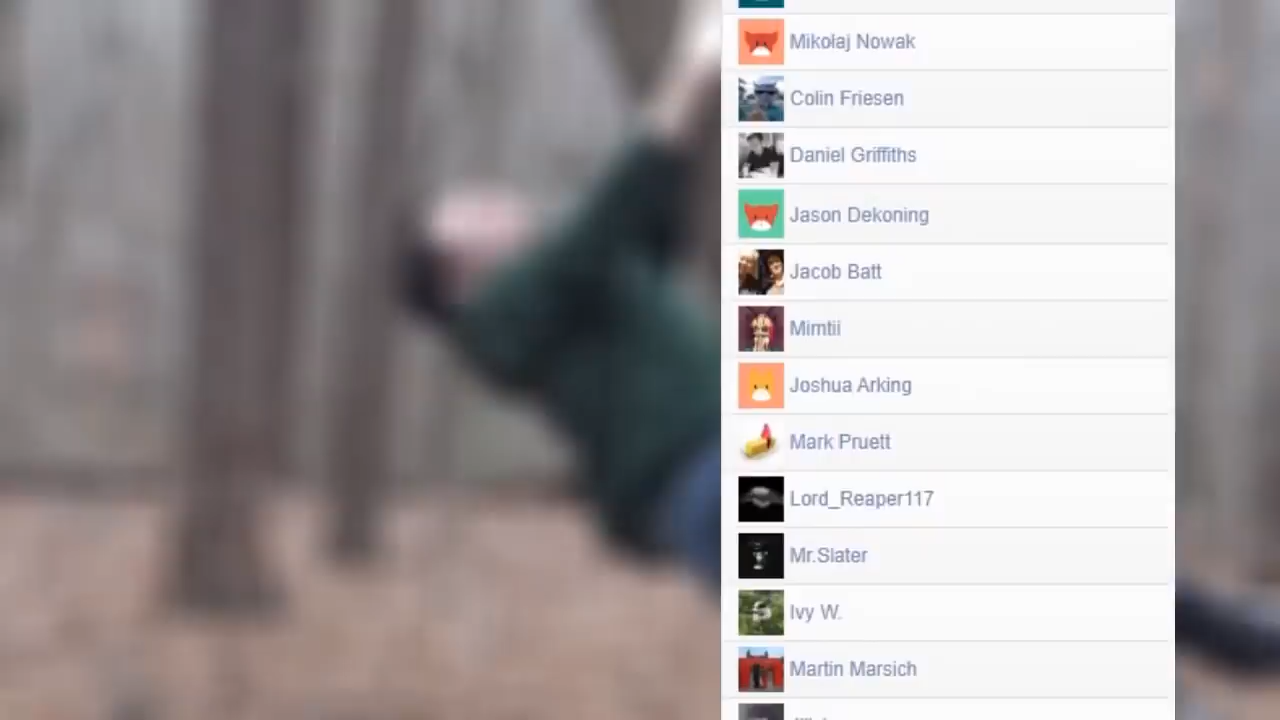 Mikołaj Nowak
Colin Friesen
Daniel Griffiths
Jason Dekoning
Jacob Batt
Mimtii
Joshua Arking
Mark Pruett
Lord_Reaper117
Mr.Slater
Ivy W.
Martin Marsich